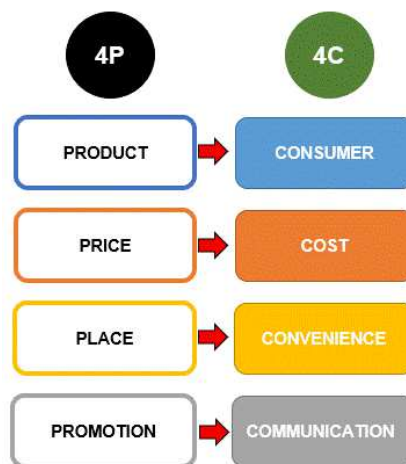 4P
4C
PRODUCT
CONSUMER
PRICE
COST
PLACE
CONVENIENCE
PROMOTION
COMMUNICATION